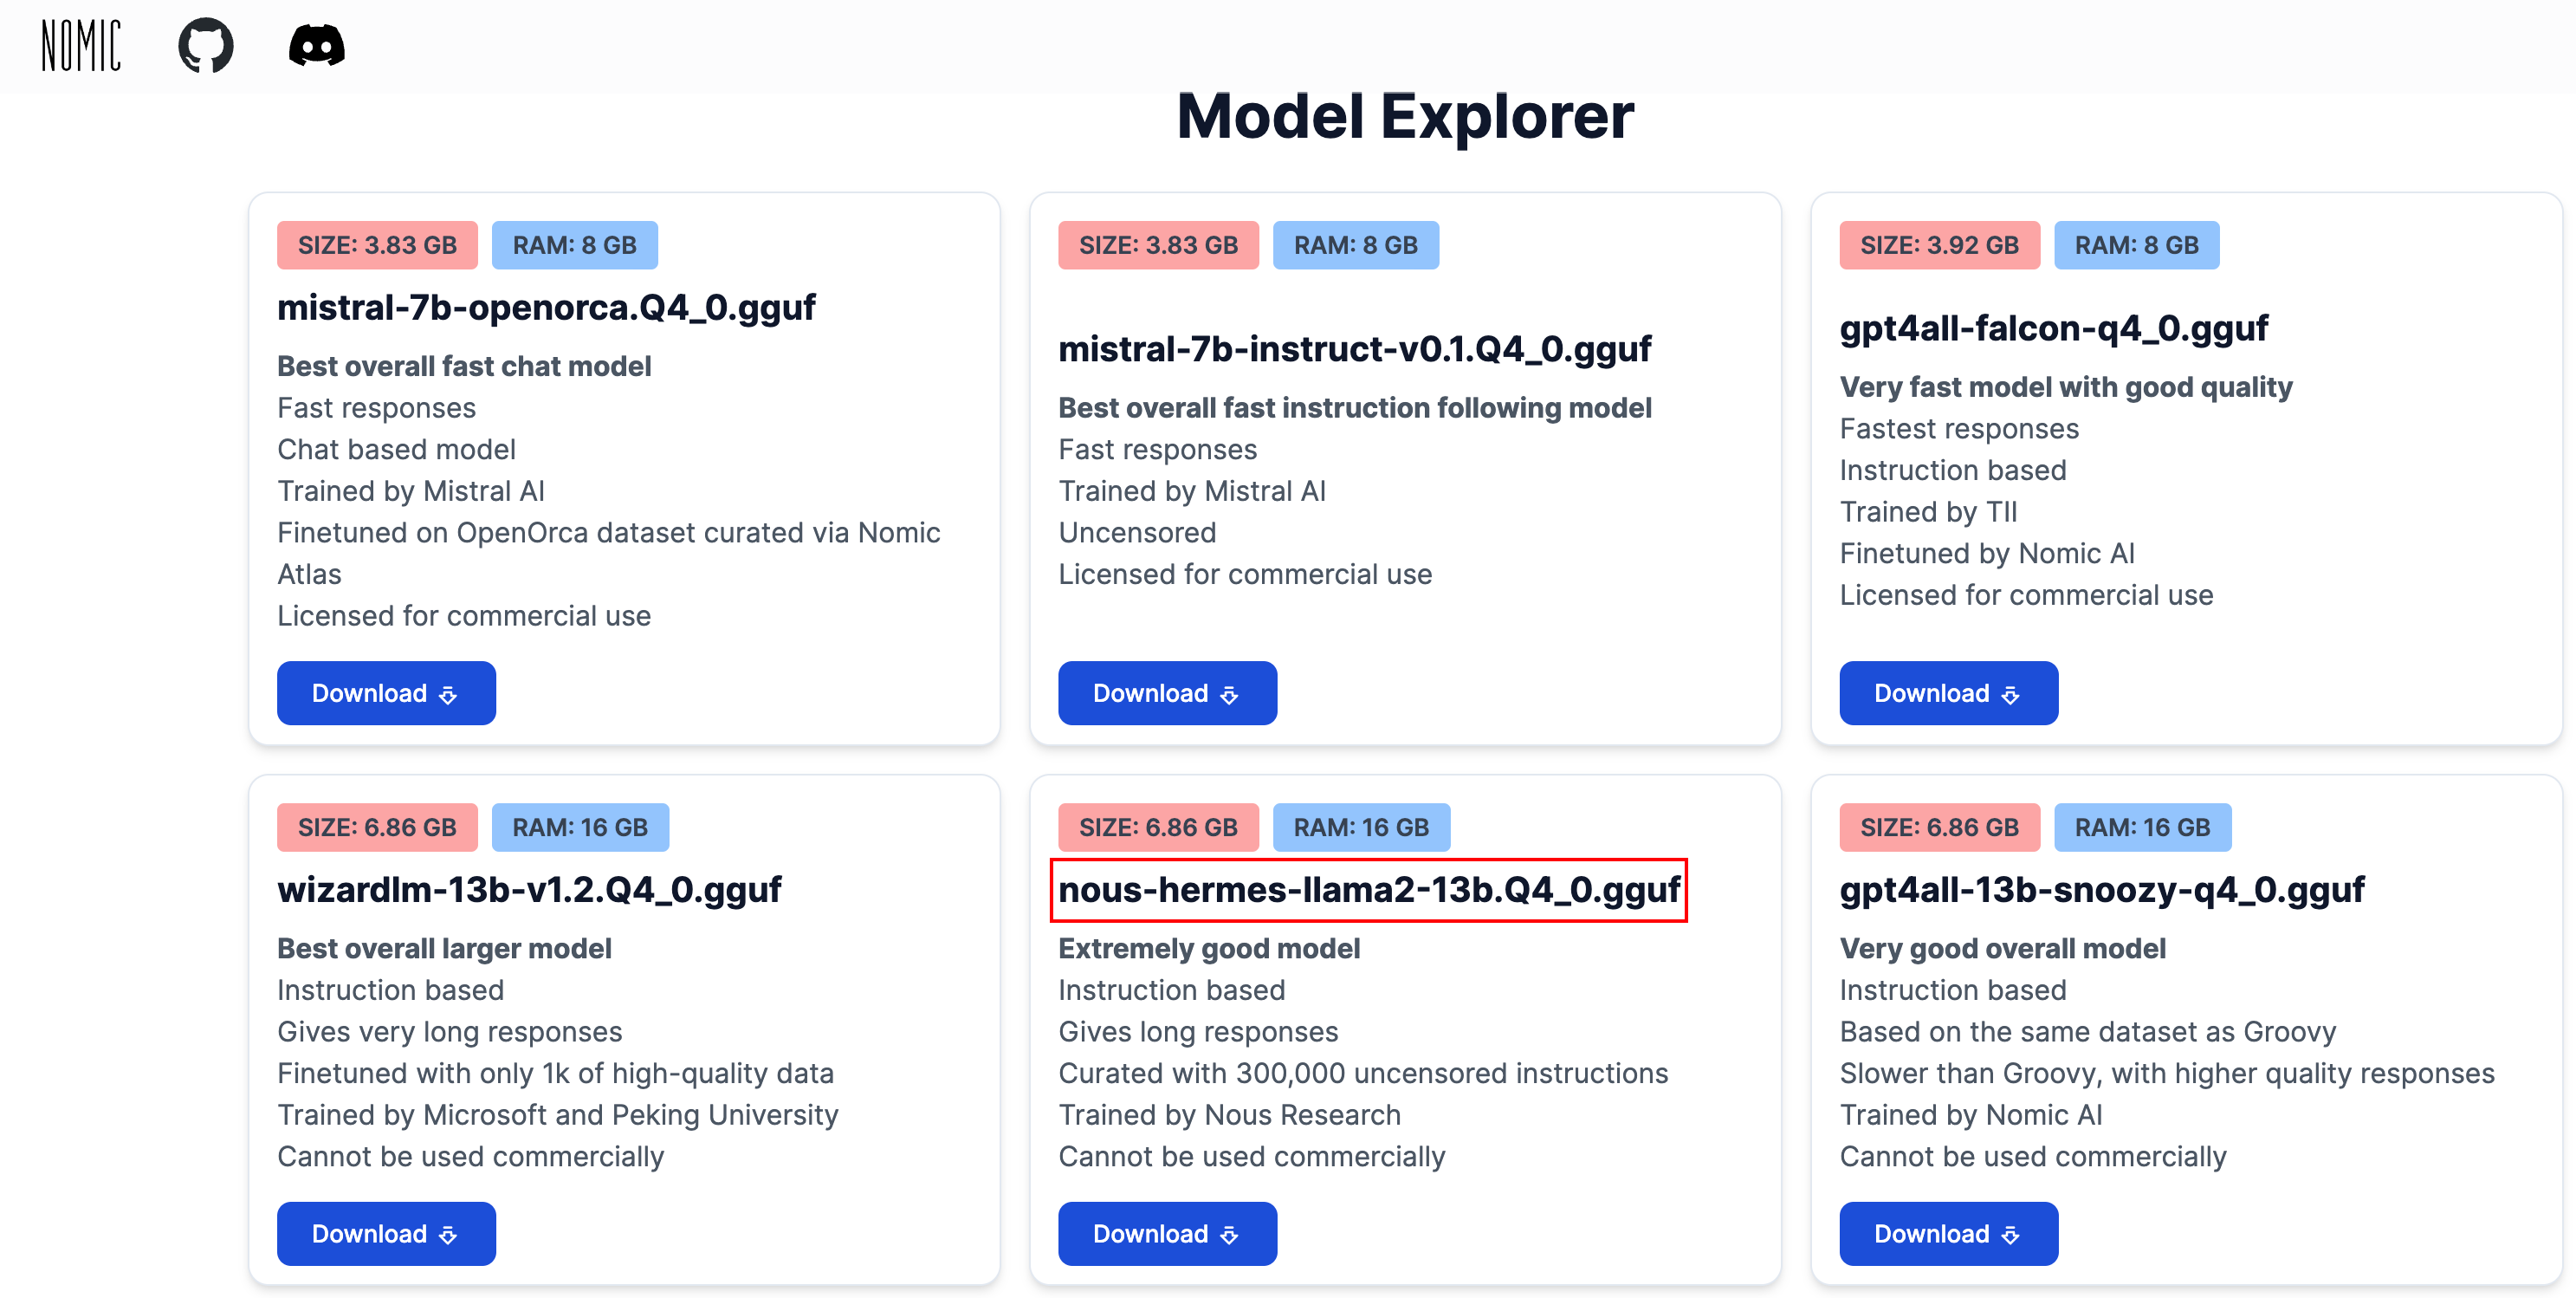 NOMIC
Model Explorer
SIZE: 3.83 GB RAM: 8 GB
mistral-7b-openorca.Q4_0.gguf
Best overall fast chat model
Fast responses
Chat based model
Trained by Mistral AI
Finetuned on OpenOrca dataset curated via Nomic
Atlas
Licensed for commercial use
Download
SIZE: 3.83 GB RAM: 8 GB
mistral-7b-instruct-v0.1.Q4_0.gguf
Best overall fast instruction following model
Fast responses
Trained by Mistral AI
Uncensored
Licensed for commercial use
Download
SIZE: 3.92 GB RAM: 8 GB
gpt4all-falcon-q4_0.gguf
Very fast model with good quality
Fastest responses
Instruction based
Trained by TII
Finetuned by Nomic AI
Licensed for commercial use
Download
SIZE: 6.86 GB RAM: 16 GB
wizardlm-13b-v1.2.Q4_0.gguf
Best overall larger model
Instruction based
Gives very long responses
Finetuned with only 1k of high-quality data
Trained by Microsoft and Peking University
Cannot be used commercially
Download
SIZE: 6.86 GB RAM: 16 GB
nous-hermes-llama2-13b.Q4_0.gguf
Extremely good model
Instruction based
Gives long responses
Curated with 300,000 uncensored instructions
Trained by Nous Research
Cannot be used commercially
Download
SIZE: 6.86 GB RAM: 16 GB
gpt4all-13b-snoozy-q4_0.gguf
Very good overall model
Instruction based
Based on the same dataset as Groovy
Slower than Groovy, with higher quality responses
Trained by Nomic AI
Cannot be used commercially
Download